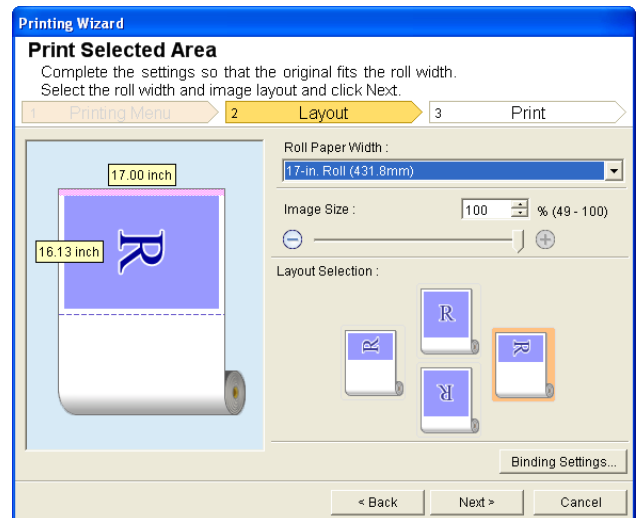 Printing Wizard
Print Selected Area
Complete the settings so that the original fits the roll width.
Select the roll width and image layout and click Next.
1 Printing Menu 2 Layout 3 Print
Roll Paper Width :
17-in. Roll (431.8mm)
17.00 inch
Image Size : 100 % (49 - 100)
16.13 inch
R
Layout Selection :
R
R
R
R
Binding Settings...
< Back Next > Cancel